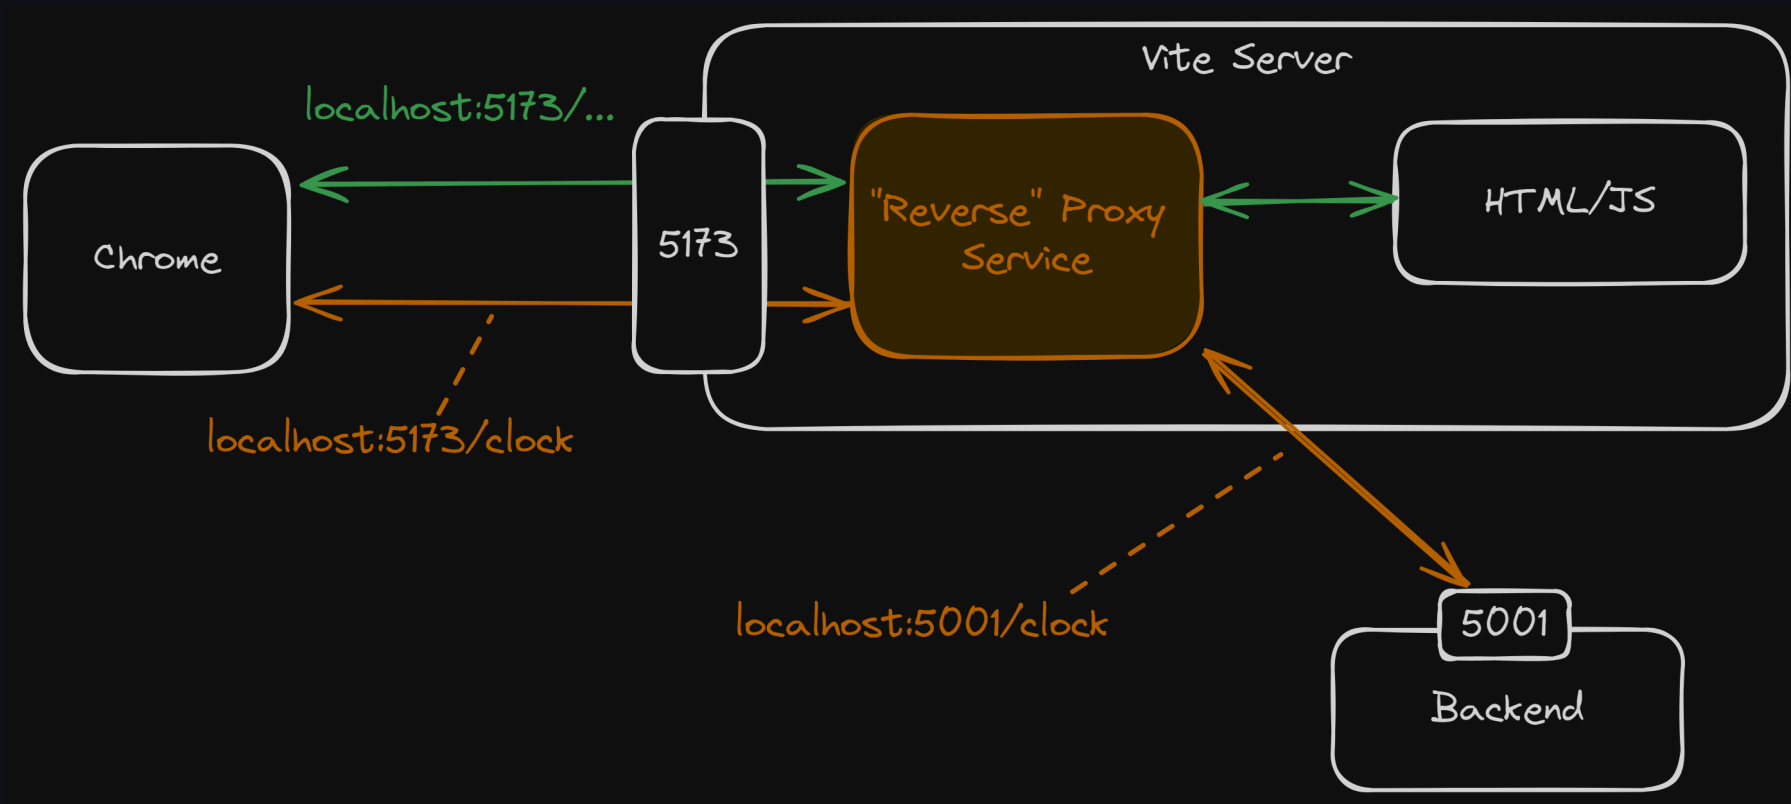 Vite Server
localhost:5173/...
Chrome
5173
"Reverse" Proxy
Service
HTML/JS
localhost:5173/clock
localhost:5001/clock
5001
Backend